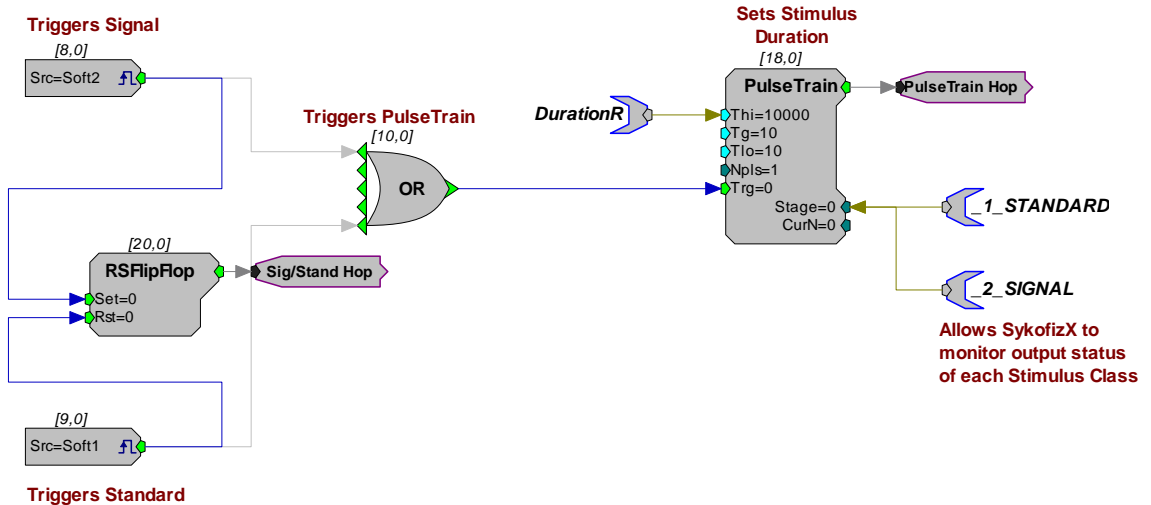 Triggers Signal
[8,0]
Src=Soft2
Triggers PulseTrain
[10,0]
OR
Sets Stimulus
Duration
[18,0]
PulseTrain
Thi=10000
Tg=10
Tlo=10
Npls=1
Trg=0
Stage=0
CurN=0
DurationR
PulseTrain Hop
_1_STANDARD
_2_SIGNAL
Allows SykofizX to
monitor output status
of each Stimulus Class
[20,0]
RSFlipFlop
Set=0
Rst=0
Sig/Stand Hop
[9,0]
Src=Soft1
Triggers Standard